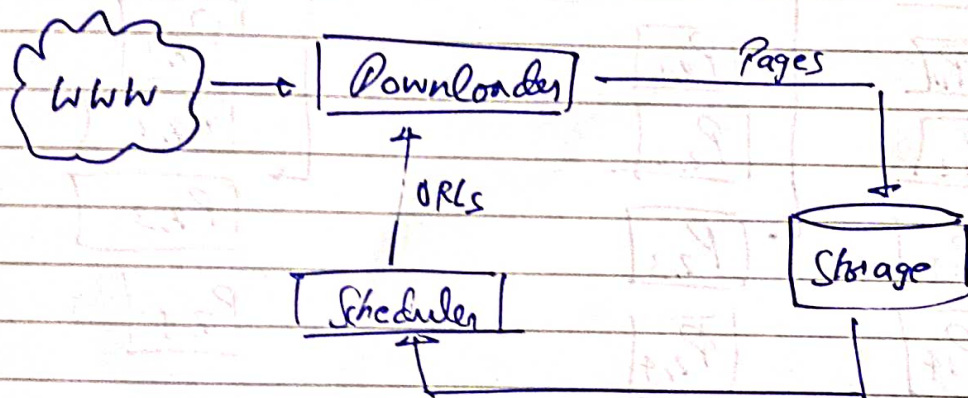 Pages
WWW
Downloader
URLs
Storage
Scheduler